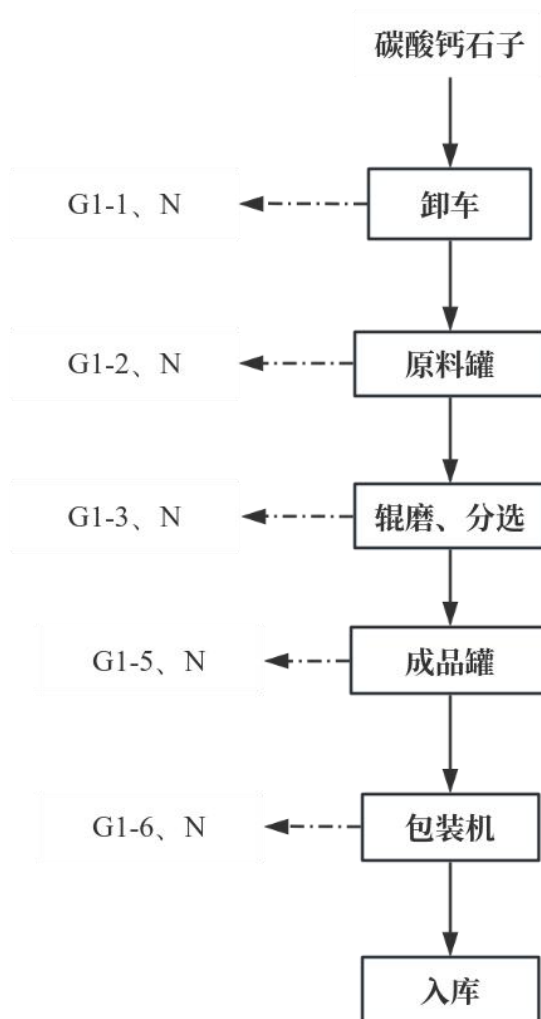 碳酸钙石子
G1-1、N
卸车
G1-2、N
原料罐
G1-3、N
辊磨、分选
G1-5、N
成品罐
G1-6、N
包装机
入库